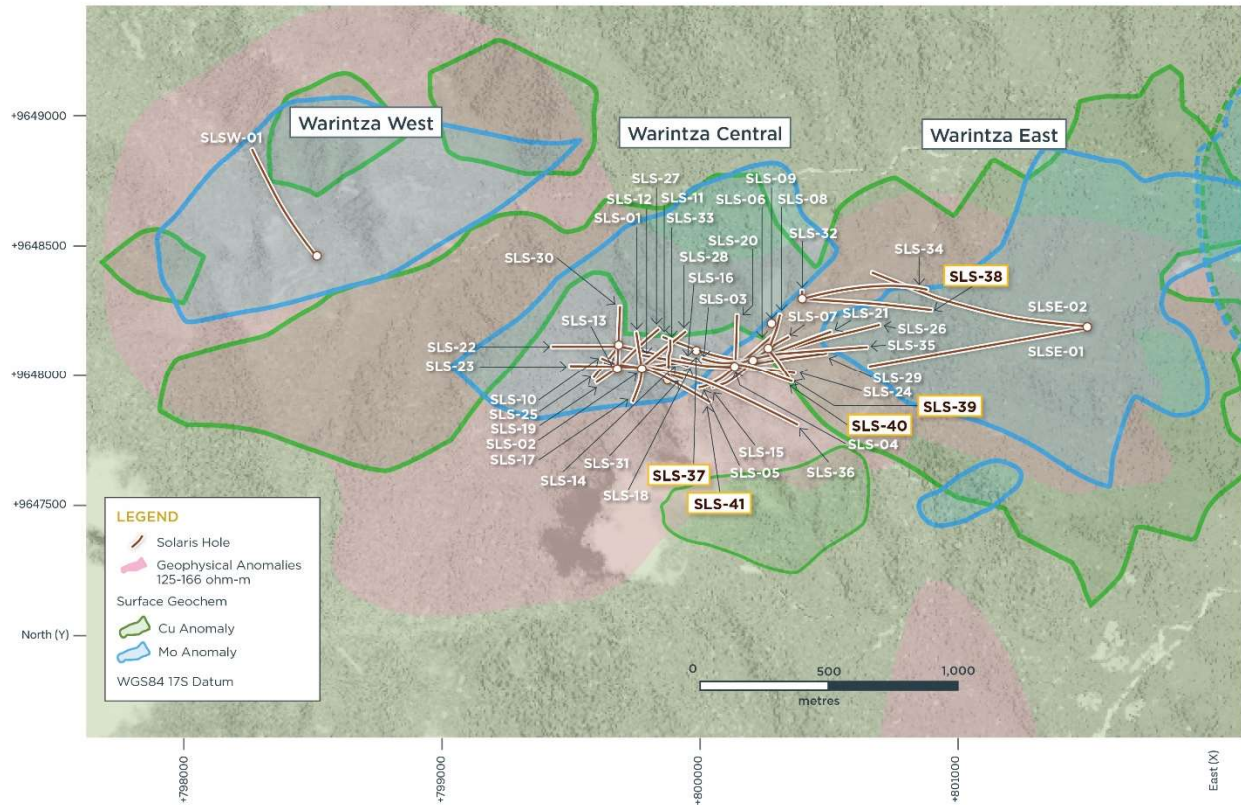 +9649000
+9648500
+9648000
+9647500
North (Y)
Warintza West
Warintza Central
Warintza East
SLSW-01
SLS-27
SLS-12
SLS-11
SLS-01
SLS-33
SLS-09
SLS-06
SLS-08
SLS-20
SLS-32
SLS-30
SLS-28
SLS-16
SLS-03
SLS-34
SLS-38
SLS-13
SLS-07
SLS-21
SLS-26
SLS-35
SLSE-02
SLSE-01
SLS-22
SLS-23
SLS-29
SLS-24
SLS-10
SLS-25
SLS-19
SLS-02
SLS-17
SLS-39
SLS-40
SLS-04
SLS-14
SLS-31
SLS-18
SLS-37
SLS-41
SLS-15
SLS-05
SLS-36
LEGEND
Solaris Hole
Geophysical Anomalies
125-166 ohm-m
Surface Geochem
Cu Anomaly
Mo Anomaly
WGS84 17S Datum
0 500 1,000
metres
+798000
+799000
+800000
+801000
East (X)